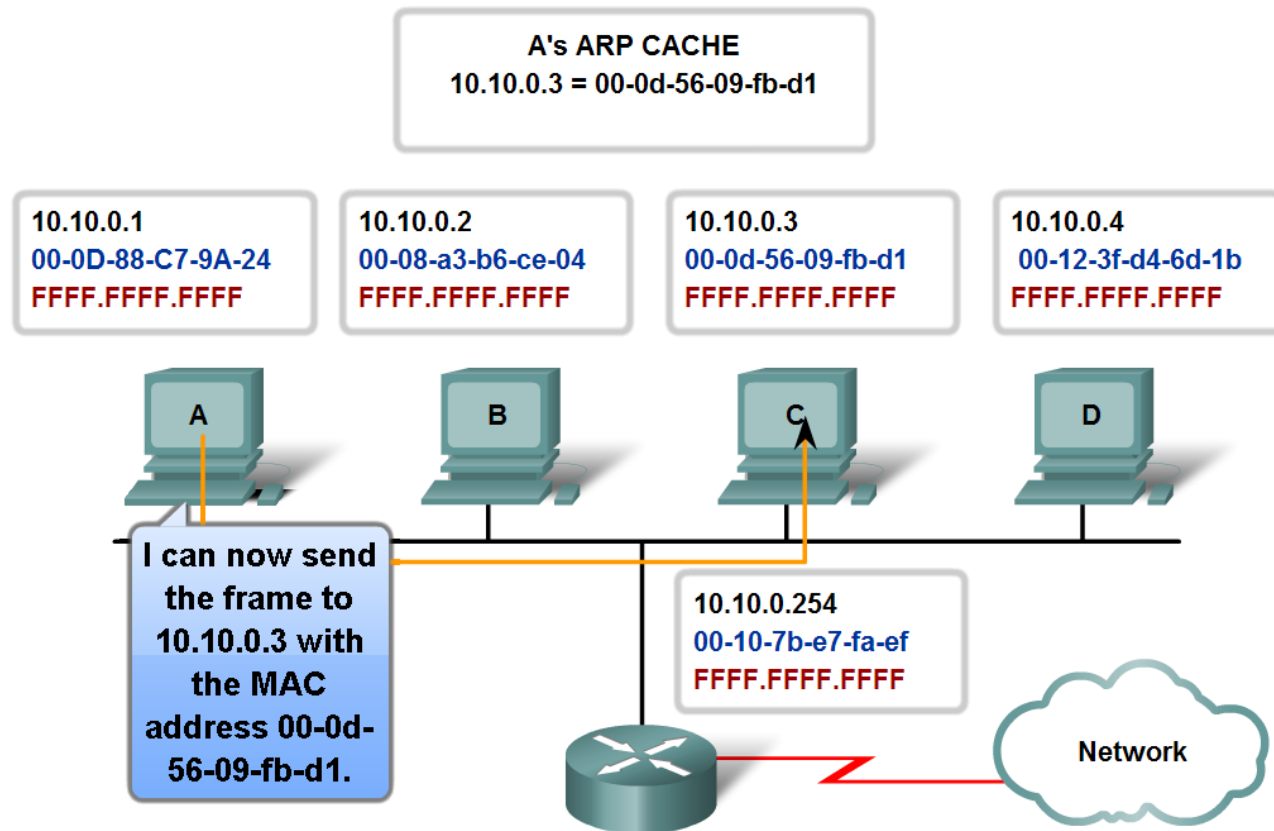 A's ARP CACHE
10.10.0.3 = 00-0d-56-09-fb-d1
10.10.0.1
00-0D-88-C7-9A-24
FFFF.FFFF.FFFF
10.10.0.2
00-08-a3-b6-ce-04
FFFF.FFFF.FFFF
10.10.0.3
00-0d-56-09-fb-d1
FFFF.FFFF.FFFF
10.10.0.4
00-12-3f-d4-6d-1b
FFFF.FFFF.FFFF
A
B
C
D
I can now send
the frame to
10.10.0.3 with
the MAC
address 00-0d-
56-09-fb-d1.
10.10.0.254
00-10-7b-e7-fa-ef
FFFF.FFFF.FFFF
Network